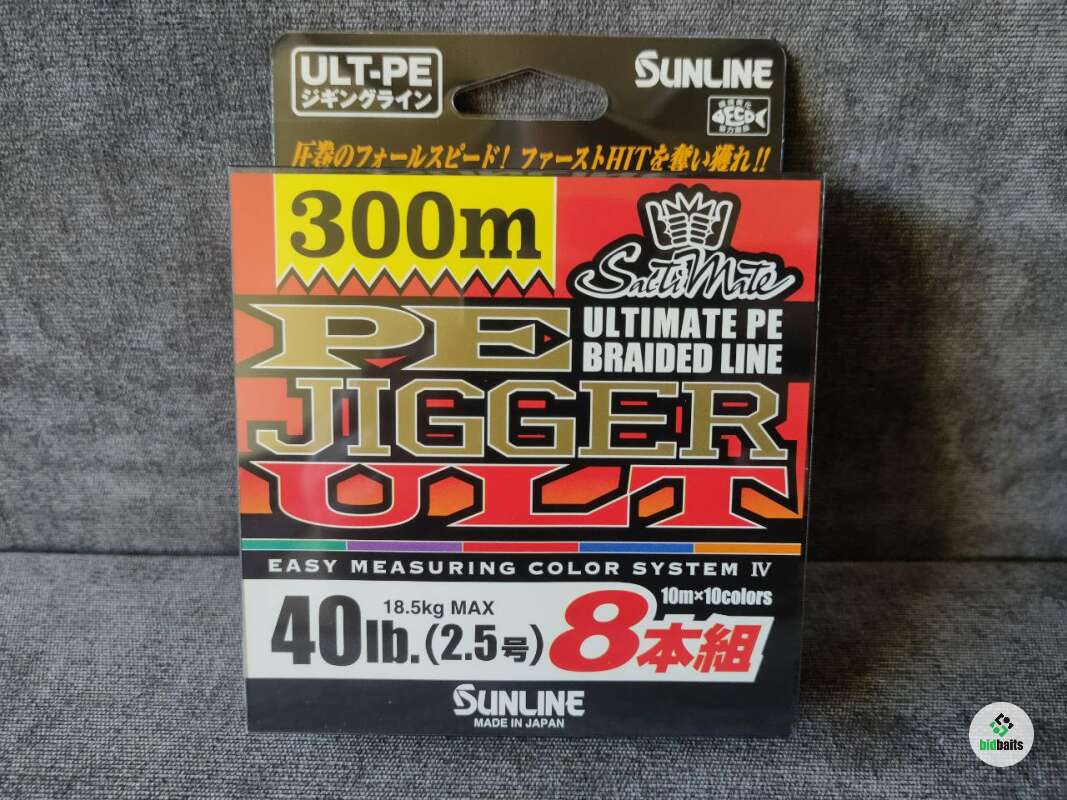 ULT-PE
ジギングライン
SUNLINE
ECO
圧巻のフォールスピード! ファーストHITを奪い獲れ!!
300m
SaltiMate
PE
JIGGER
ULT
ULTIMATE PE
BRAIDED LINE
EASY MEASURING COLOR SYSTEM Ⅳ
40lb.(2.5号)
18.5kg MAX
8本組
10m×10colors
SUNLINE
MADE IN JAPAN
bidbaits